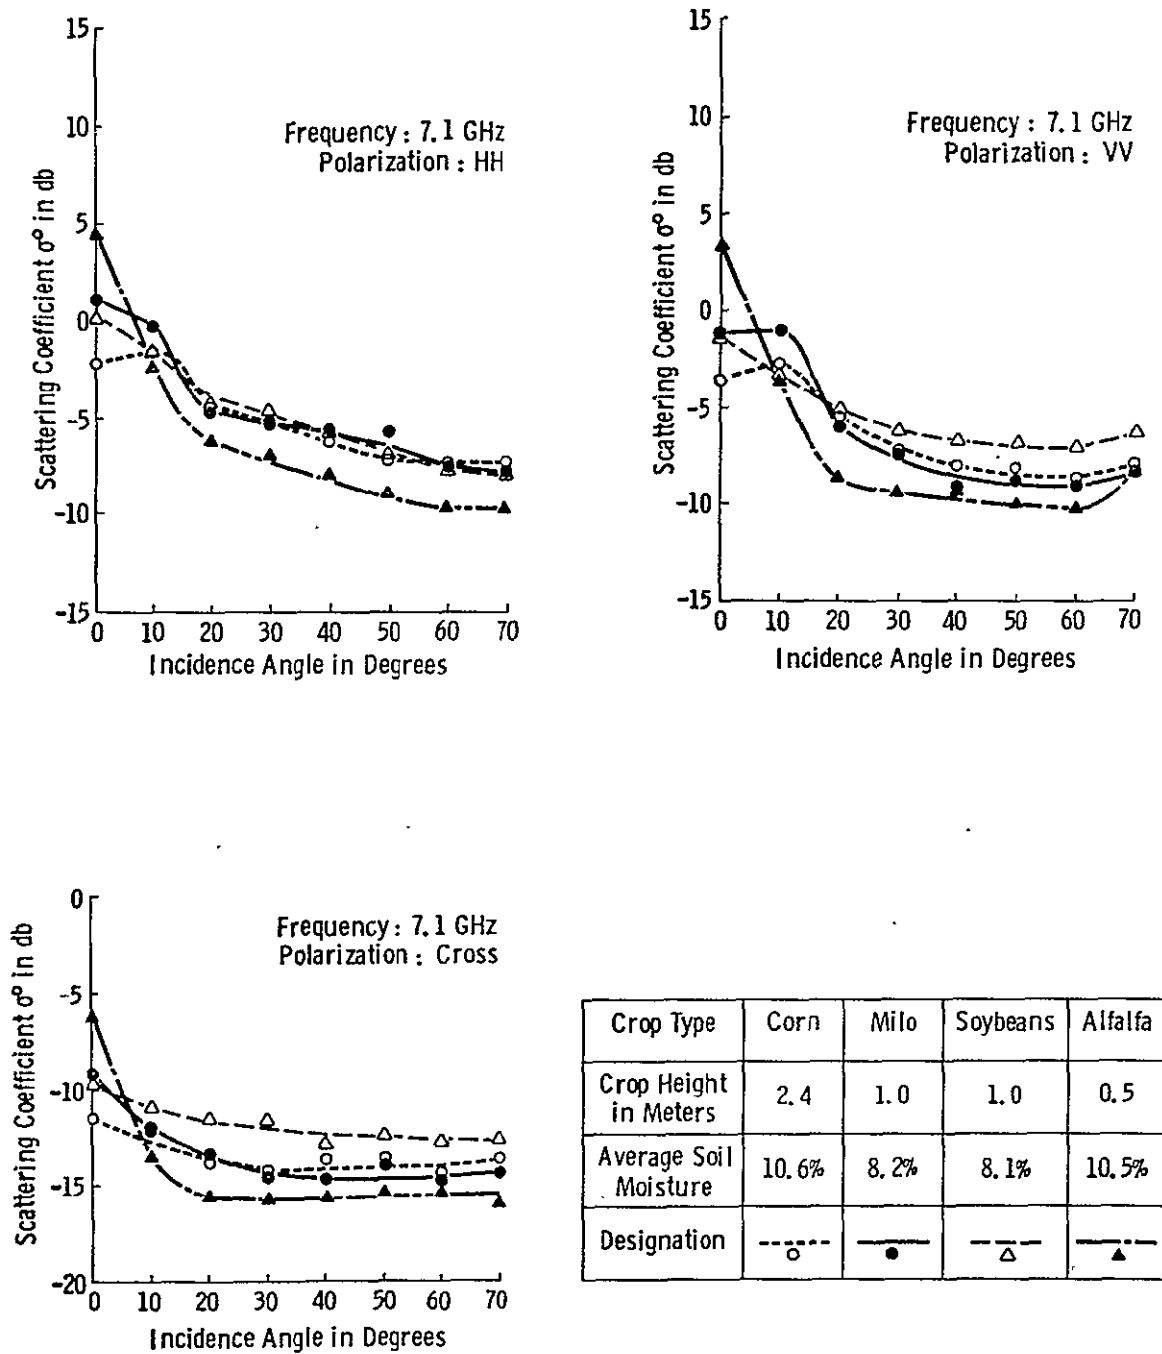 15
10
5
0
-5
-10
-15
Scattering Coefficient σ° in db
Frequency : 7.1 GHz
Polarization : HH
0 10 20 30 40 50 60 70
Incidence Angle in Degrees
15
10
5
0
-5
-10
-15
Scattering Coefficient σ° in db
Frequency : 7.1 GHz
Polarization : VV
0 10 20 30 40 50 60 70
Incidence Angle in Degrees
0
-5
-10
-15
-20
Scattering Coefficient σ° in db
Frequency : 7.1 GHz
Polarization : Cross
0 10 20 30 40 50 60 70
Incidence Angle in Degrees
Crop Type Corn Milo Soybeans Alfalfa
Crop Height
in Meters 2.4 1.0 1.0 0.5
Average Soil
Moisture 10.6% 8.2% 8.1% 10.5%
Designation